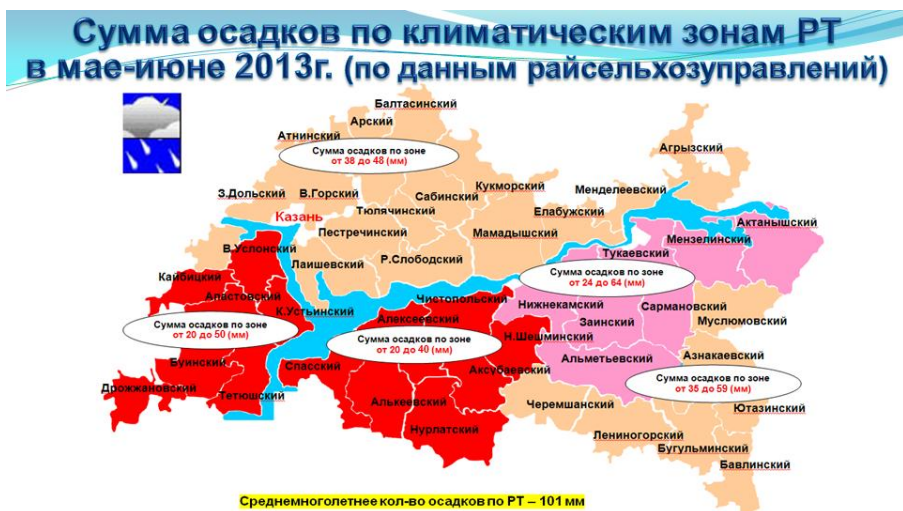 Сумма осадков по климатическим зонам РТ
в мае-июне 2013г. (по данным райсельхозуправлений)
Балтасинский
Арский
Атнинский
Сумма осадков по зоне
от 38 до 48 (мм)
Агрызский
Кукморский
Менделеевский
З.Дольский
В.Горский
Сабинский
Казань
Тюлячинский
Елабужский
Актанышский
Пестречинский
Мамадышский
Мензелинский
В.Услонский
Тукаевский
Лаишевский
Р.Слободский
Кайбицкий
Сумма осадков по зоне
от 24 до 64 (мм)
Апастовский
Чистопольский
Нижнекамский
Сармановский
К.Устьинский
Алексеевский
Заинский
Муслюмовский
Сумма осадков по зоне
от 20 до 50 (мм)
Сумма осадков по зоне
от 20 до 40 (мм)
Н.Шешминский
Альметьевский
Азнакаевский
Буинский
Спасский
Аксубаевский
Сумма осадков по зоне
от 35 до 59 (мм)
Дрожжановский
Тетюшский
Алькеевский
Черемшанский
Ютазинский
Нурлатский
Лениногорский
Бугульминский
Бавлинский
Среднемноголетнее кол-во осадков по РТ – 101 мм